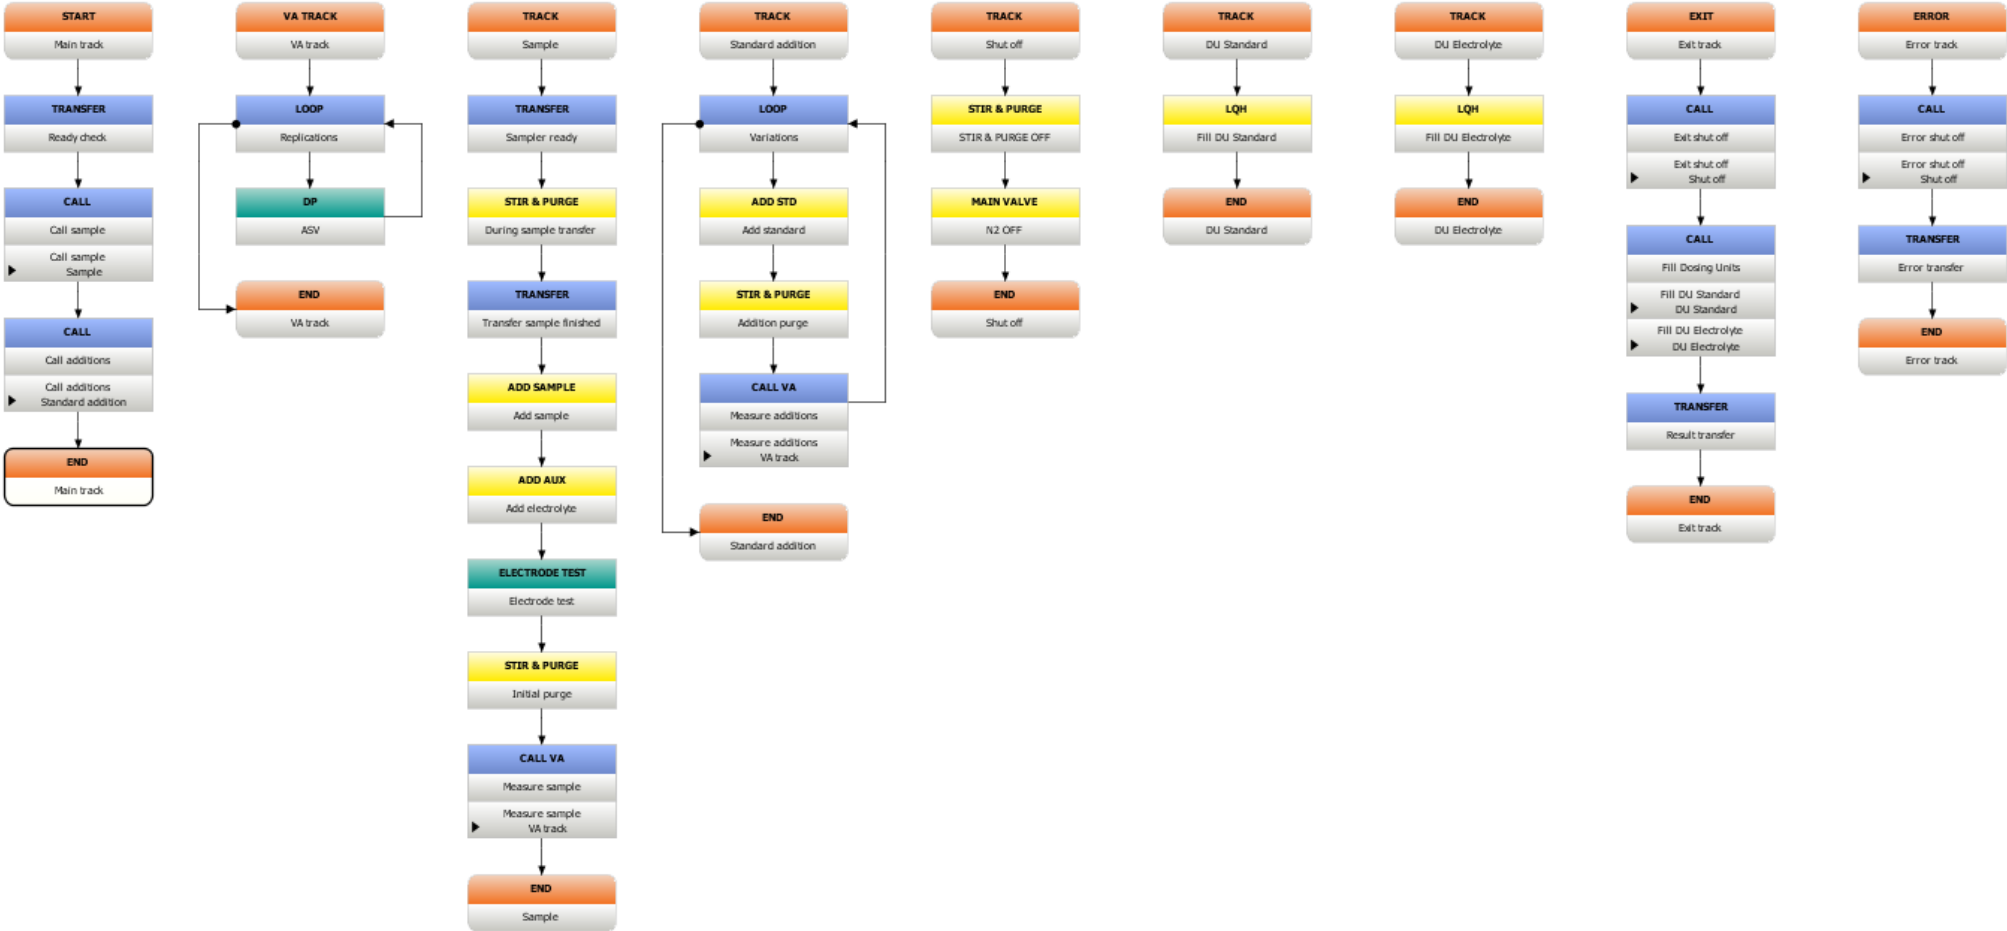 START
Main track
TRANSFER
Ready check
CALL
Call sample
Call sample
Sample
CALL
Call additions
Call additions
Standard addition
END
Main track
VA TRACK
VA track
LOOP
Replications
DP
ASV
END
VA track
TRACK
Sample
TRANSFER
Sampler ready
STIR & PURGE
During sample transfer
TRANSFER
Transfer sample finished
ADD SAMPLE
Add sample
ADD AUX
Add electrolyte
ELECTRODE TEST
Electrode test
STIR & PURGE
Initial purge
CALL VA
Measure sample
Measure sample
VA track
END
Sample
TRACK
Standard addition
LOOP
Variations
ADD STD
Add standard
STIR & PURGE
Addition purge
CALL VA
Measure additions
Measure additions
VA track
END
Standard addition
TRACK
Shut off
STIR & PURGE
STIR & PURGE OFF
MAIN VALVE
N2 OFF
END
Shut off
TRACK
DU Standard
LQH
Fill DU Standard
END
DU Standard
TRACK
DU Electrolyte
LQH
Fill DU Electrolyte
END
DU Electrolyte
EXIT
Exit track
CALL
Exit shut off
Exit shut off
Shut off
CALL
Fill Dosing Units
Fill DU Standard
DU Standard
Fill DU Electrolyte
DU Electrolyte
TRANSFER
Result transfer
END
Exit track
ERROR
Error track
CALL
Error shut off
Error shut off
Shut off
TRANSFER
Error transfer
END
Error track